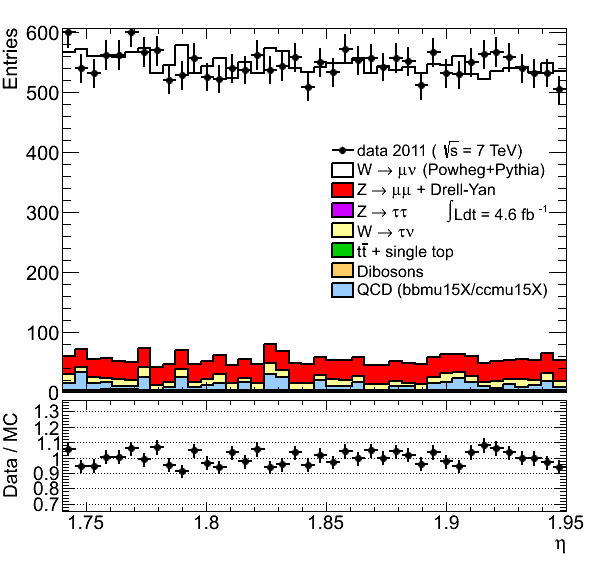 Entries
600
500
400
300
200
100
0
data 2011 ( √s = 7 TeV)
W → μν (Powheg+Pythia)
Z → μμ + Drell-Yan
Z → ττ
∫Ldt = 4.6 fb⁻¹
W → τν
tt̄ + single top
Dibosons
QCD (bbmu15X/ccmu15X)
Data / MC
1.3
1.2
1.1
1
0.9
0.8
0.7
1.75 1.8 1.85 1.9 1.95
η